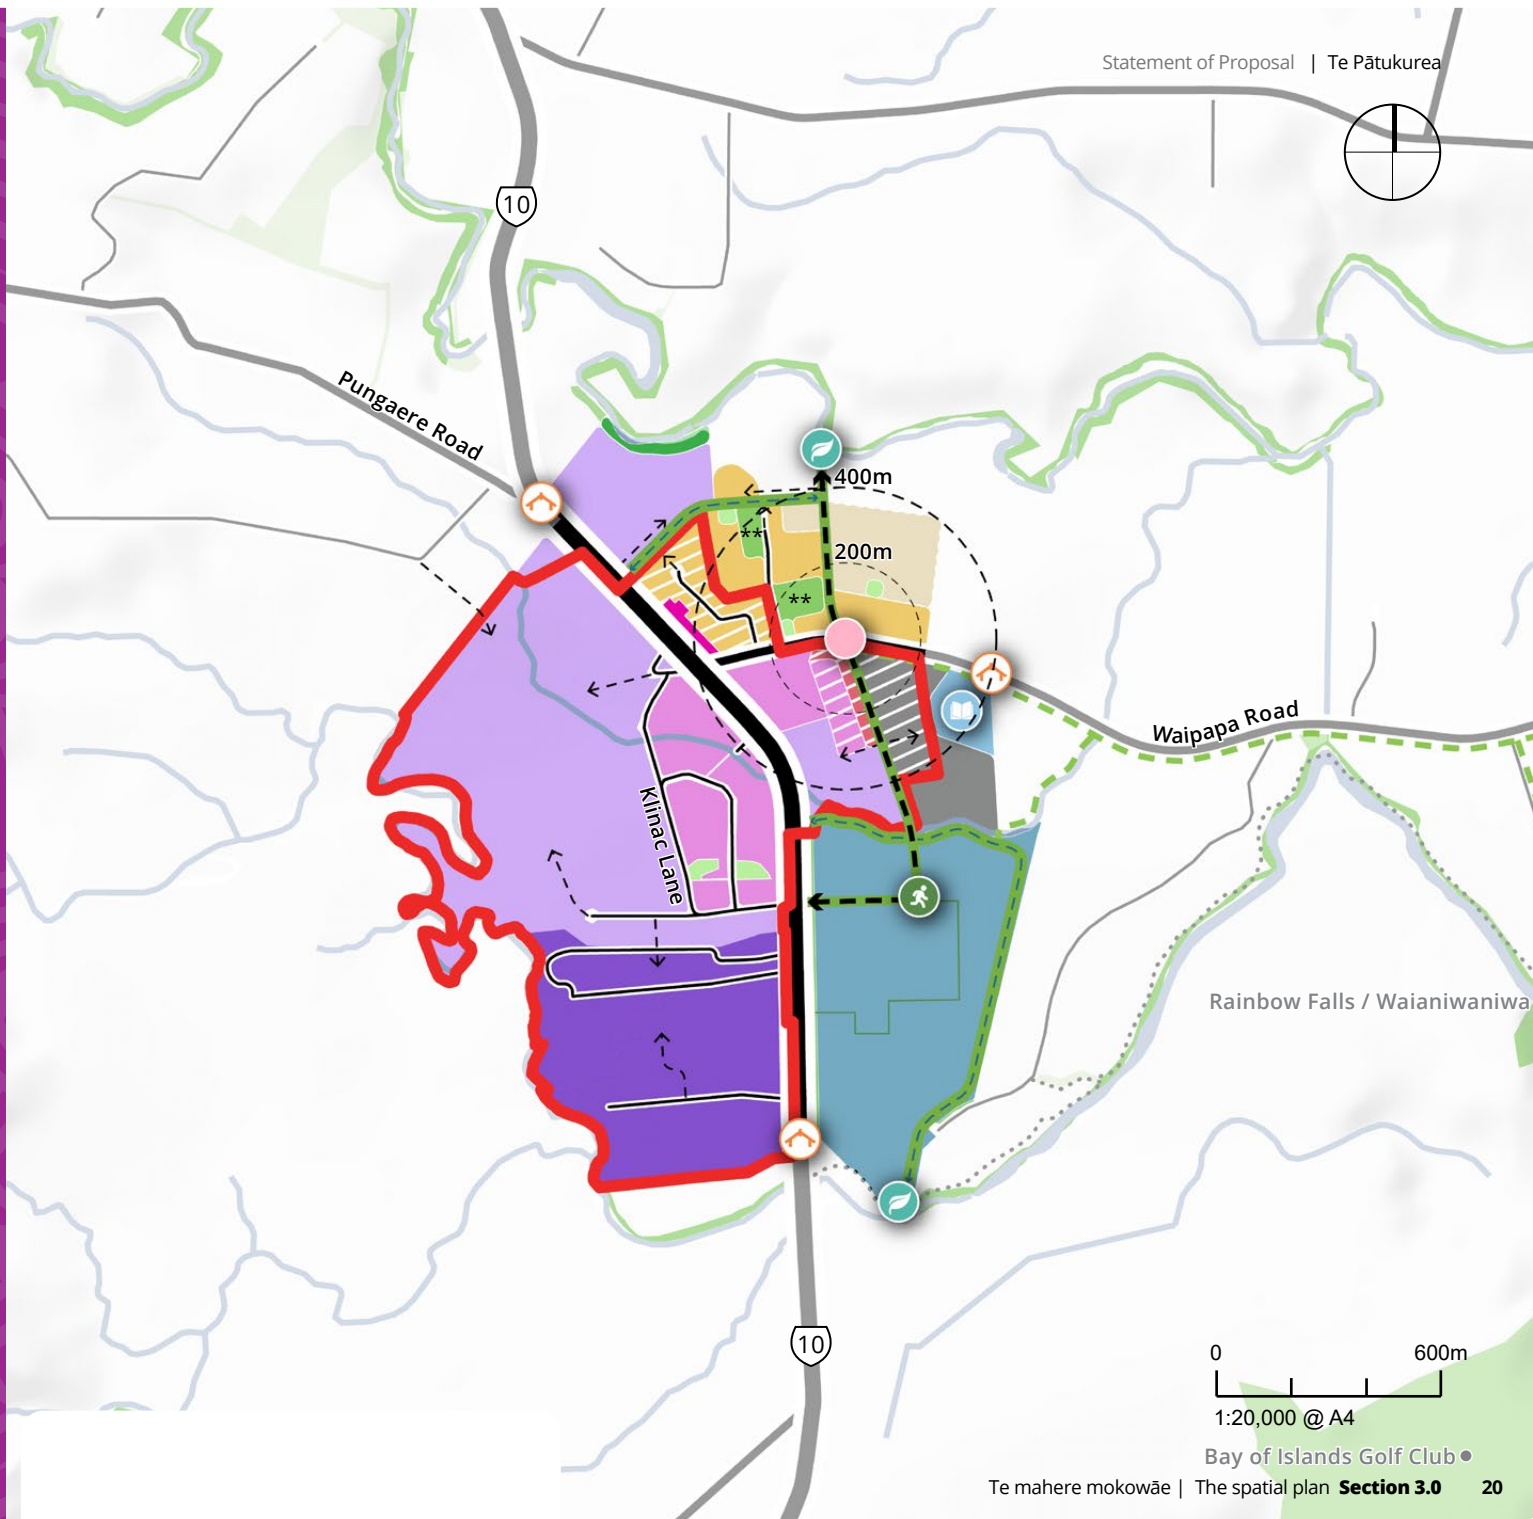 Statement of Proposal | Te Pātukurea
10
Pungaere Road
400m
**
200m
**
Waipapa Road
Klinac Lane
Rainbow Falls / Waianiwaniwa
10
0 600m
1:20,000 @ A4
Bay of Islands Golf Club
Te mahere mokowāe | The spatial plan Section 3.0 20